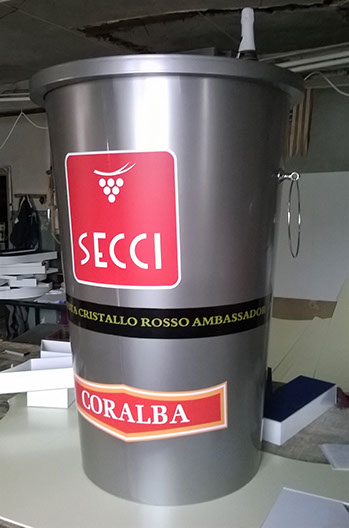 SECCI
A CRISTALLO ROSSO AMBASSADOR
CORALBA